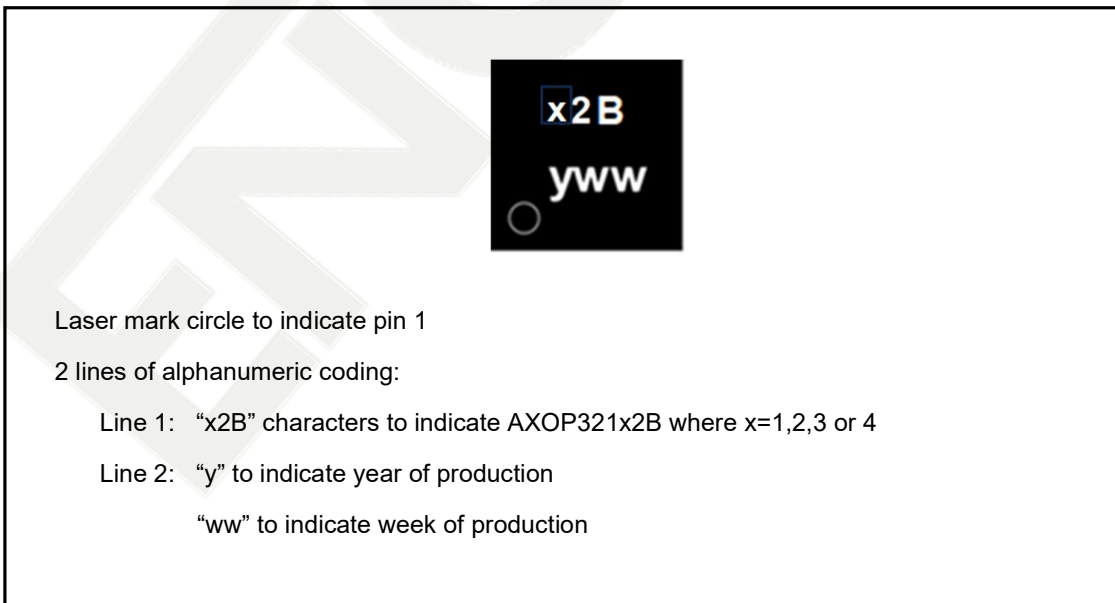 x2B
yww
Laser mark circle to indicate pin 1
2 lines of alphanumeric coding:
Line 1: “x2B” characters to indicate AXOP321x2B where x=1,2,3 or 4
Line 2: “y” to indicate year of production
“ww” to indicate week of production